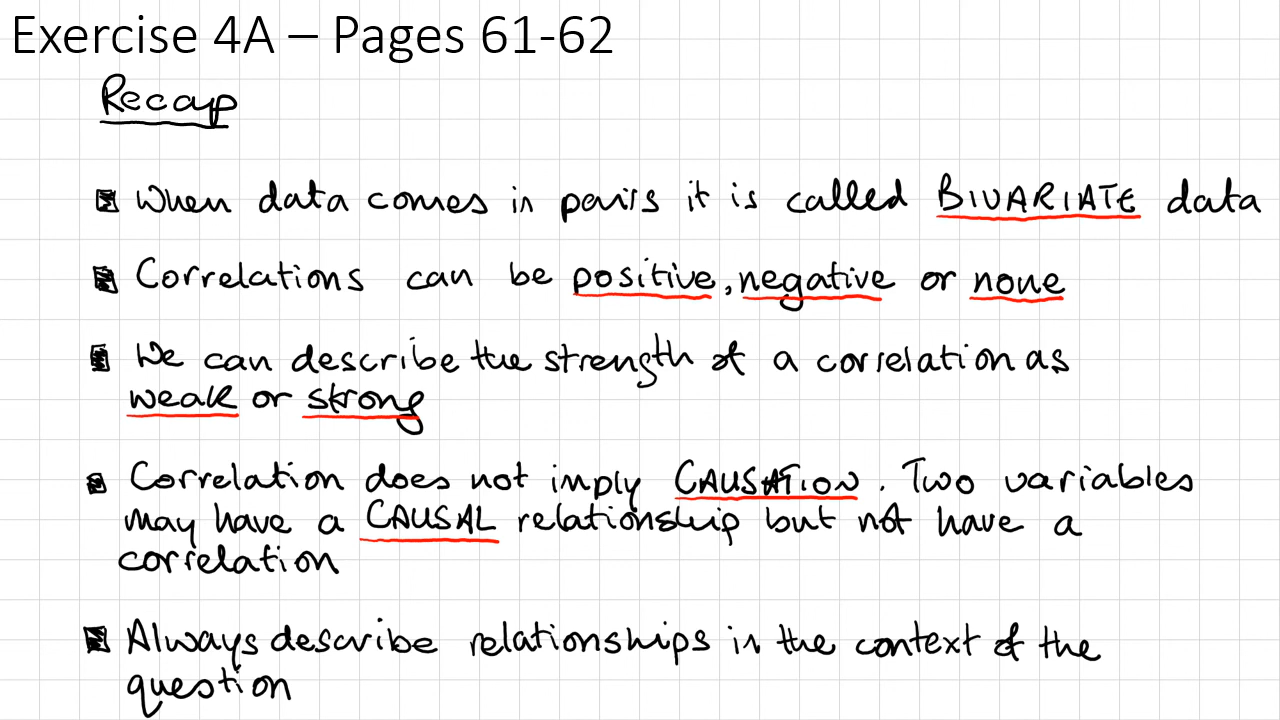 Exercise 4A – Pages 61-62
Recap
When data comes in pairs it is called BIVARIATE data
Correlations can be positive, negative or none
We can describe the strength of a correlation as
weak or strong
Correlation does not imply CAUSATION. Two variables
may have a CAUSAL relationship but not have a
correlation
Always describe relationships in the context of the
question